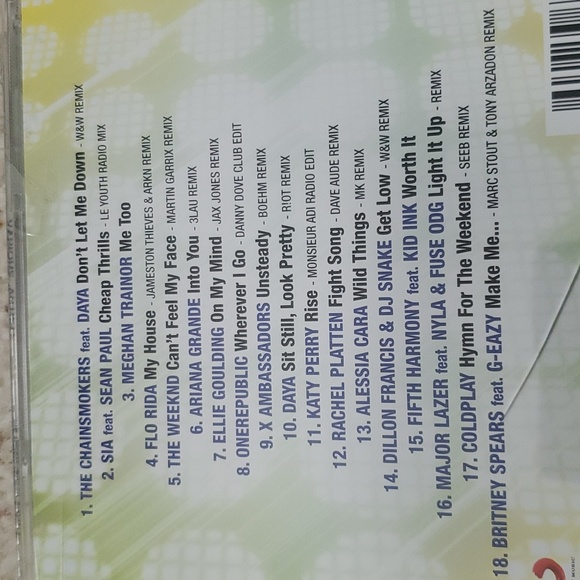 1. THE CHAINSMOKERS feat. DAYA Don't Let Me Down - W&W REMIX
2. SIA feat. SEAN PAUL Cheap Thrills - LE YOUTH RADIO MIX
3. MEGHAN TRAINOR Me Too
4. FLO RIDA My House - JAMESTON THIEVES & ARKN REMIX
5. THE WEEKND Can't Feel My Face - MARTIN GARRIX REMIX
6. ARIANA GRANDE Into You - 3LAU REMIX
7. ELLIE GOULDING On My Mind - JAX JONES REMIX
8. ONEREPUBLIC Wherever I Go - DANNY DOVE CLUB EDIT
9. X AMBASSADORS Unsteady - BOEHM REMIX
10. DAYA Sit Still, Look Pretty - RIOT REMIX
11. KATY PERRY Rise - MONSIEUR ADI RADIO EDIT
12. RACHEL PLATTEN Fight Song - DAVE AUDE REMIX
13. ALESSIA CARA Wild Things - MK REMIX
14. DILLON FRANCIS & DJ SNAKE Get Low - W&W REMIX
15. FIFTH HARMONY feat. KID INK Worth It
16. MAJOR LAZER feat. NYLA & FUSE ODG Light It Up - REMIX
17. COLDPLAY Hymn For The Weekend - SEEB REMIX
18. BRITNEY SPEARS feat. G-EAZY Make Me... - MARC STOUT & TONY ARZADON REMIX